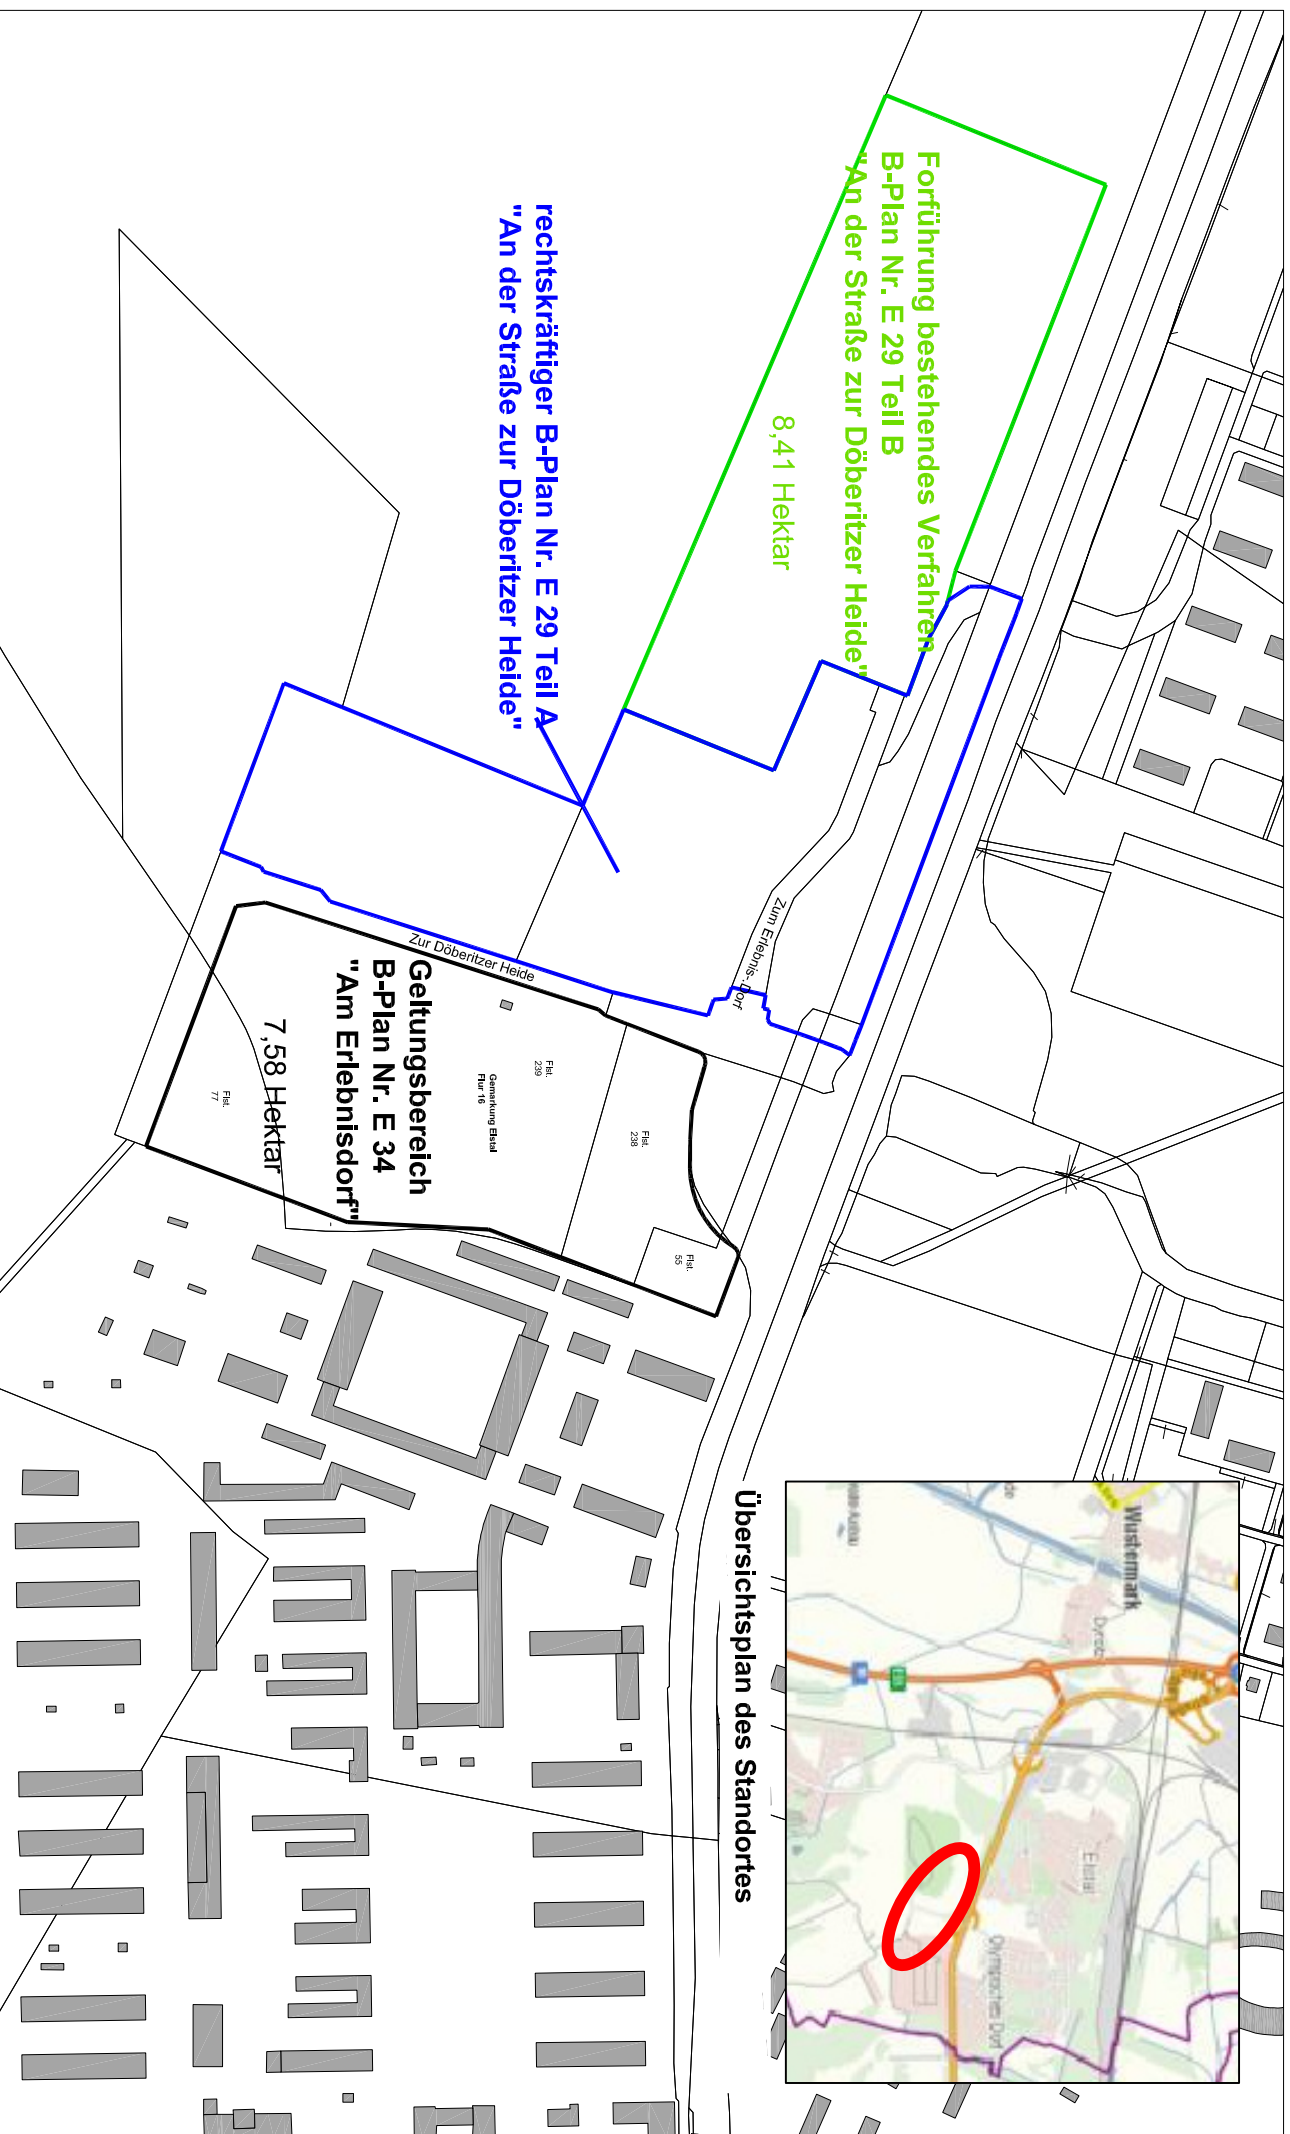 Forführung bestehendes Verfahren
B-Plan Nr. E 29 Teil B
"An der Straße zur Döberitzer Heide"
8,41 Hektar
rechtskräftiger B-Plan Nr. E 29 Teil A
"An der Straße zur Döberitzer Heide"
Zum Erlebnis-Dorf
Zur Döberitzer Heide
Geltungsbereich
B-Plan Nr. E 34
"Am Erlebnisdorf"
7,58 Hektar
Gemarkung Elstal
Flur 16
Flst.
239
Flst.
238
Flst.
55
Flst.
77
Übersichtsplan des Standortes
Wustermark
Dyrotz
Elstal
Olympisches Dorf